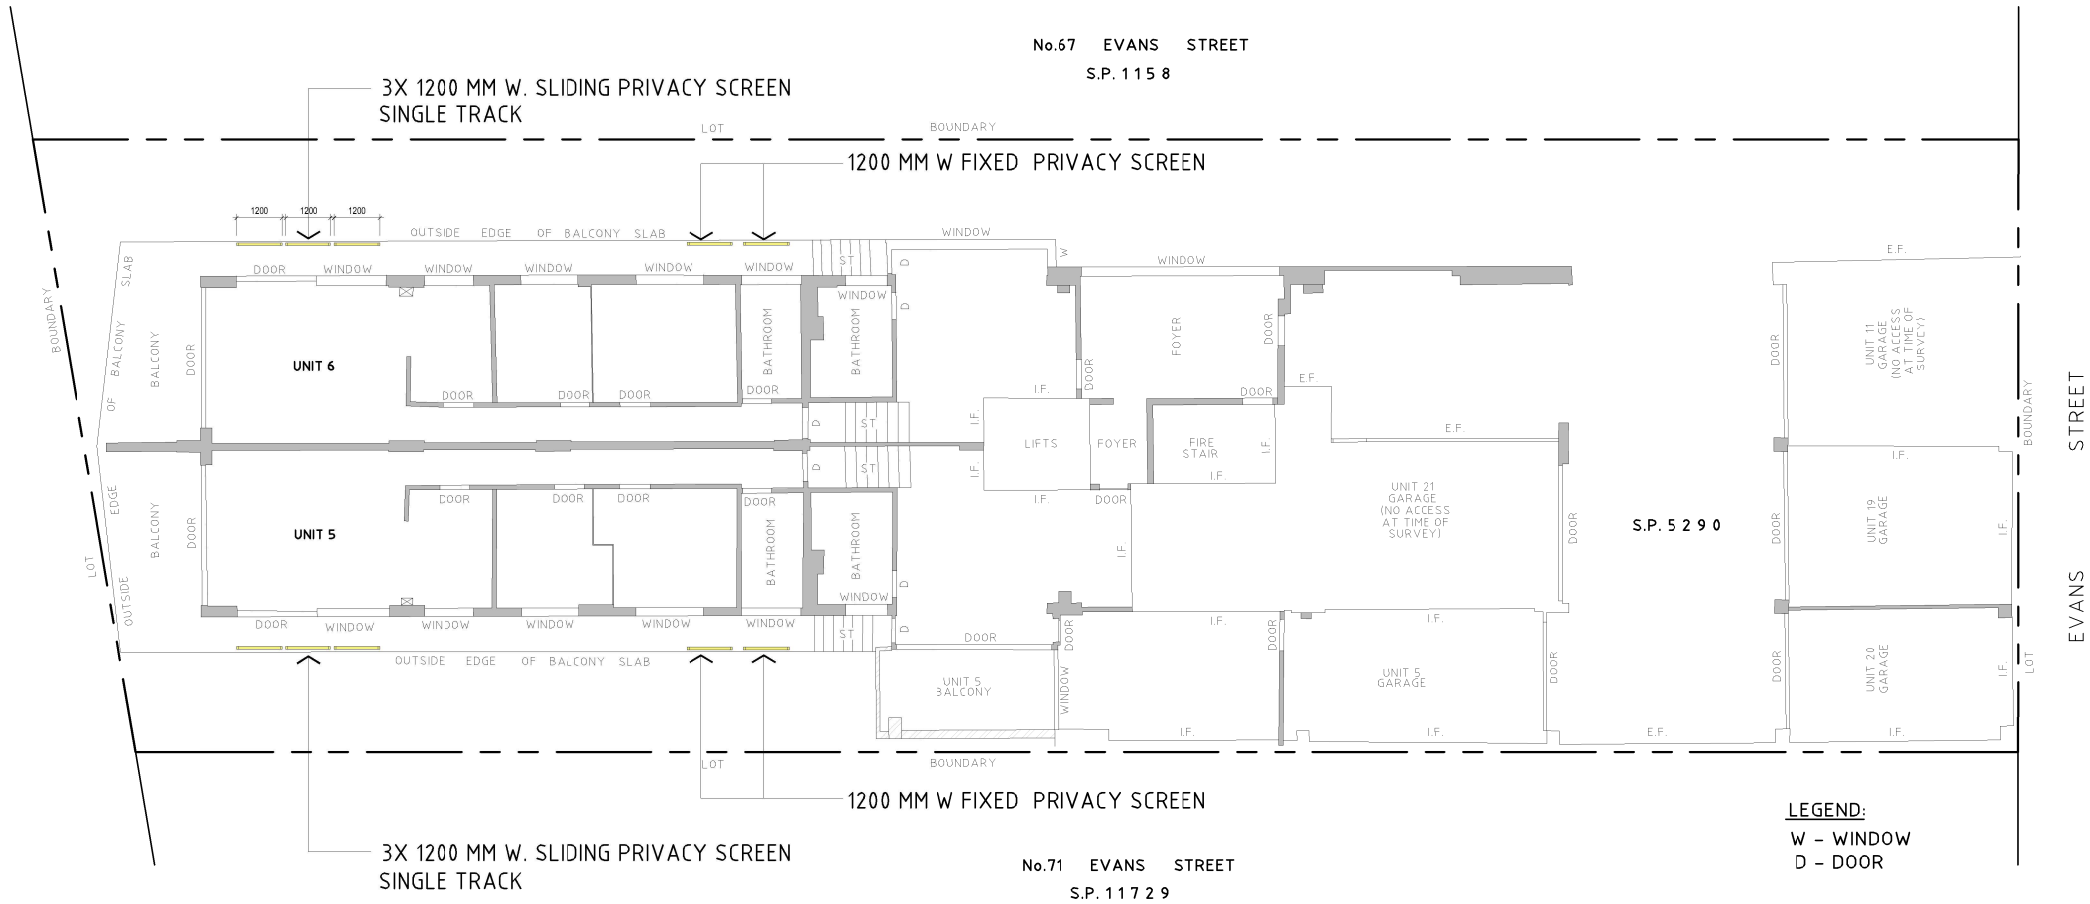 No.67 EVANS STREET
S.P. 1158
3X 1200 MM W. SLIDING PRIVACY SCREEN
SINGLE TRACK
LOT
BOUNDARY
1200 MM W FIXED PRIVACY SCREEN
1200
1200
1200
OUTSIDE EDGE OF BALCONY SLAB
WINDOW
E.F.
SLAB
DOOR
WINDOW
WINDOW
WINDOW
WINDOW
WINDOW
ST
D
W
WINDOW
BOUNDARY
OF BALCONY
BALCONY
DOOR
UNIT 6
BATHROOM
WINDOW
BATHROOM
D
FOYER
DOOR
DOOR
DOOR
UNIT 11
GARAGE
(NO ACCESS
AT TIME OF
SURVEY)
DOOR
DOOR
DOOR
DOOR
I.F.
DOOR
E.F.
D
ST
I.F.
LIFTS
FOYER
FIRE
STAIR
I.F.
E.F.
BOUNDARY
STREET
I.F.
D
ST
I.F.
I.F.
I.F.
DOOR
DOOR
DOOR
DOOR
DOOR
EDGE
BALCONY
DOOR
UNIT 5
BATHROOM
BATHROOM
I.F.
UNIT 21
GARAGE
(NO ACCESS
AT TIME OF
SURVEY)
DOOR
S.P. 5290
DOOR
UNIT 19
GARAGE
I.F.
LOT
OUTSIDE
WINDOW
D
EVANS
DOOR
WINDOW
WINDOW
WINDOW
WINDOW
WINDOW
ST
D
DOOR
DOOR
I.F.
DOOR
I.F.
OUTSIDE EDGE OF BALCONY SLAB
UNIT 5
BALCONY
WINDOW
UNIT 5
GARAGE
DOOR
DOOR
UNIT 20
GARAGE
I.F.
LOT
I.F.
I.F.
E.F.
I.F.
LOT
BOUNDARY
1200 MM W FIXED PRIVACY SCREEN
3X 1200 MM W. SLIDING PRIVACY SCREEN
SINGLE TRACK
No.71 EVANS STREET
S.P. 11729
LEGEND:
W - WINDOW
D - DOOR